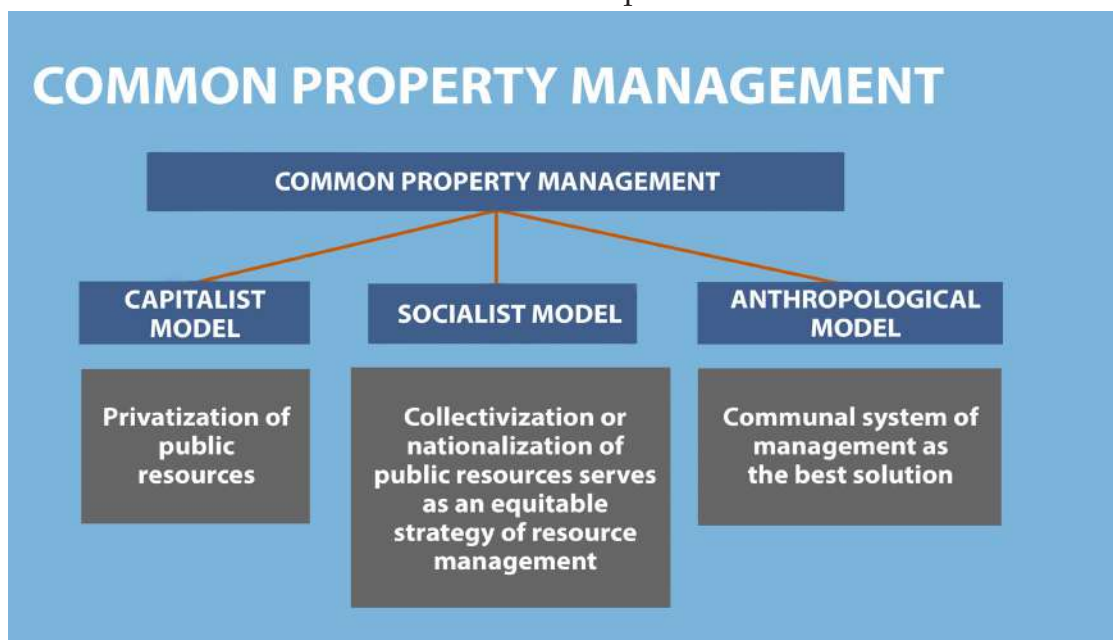 COMMON PROPERTY MANAGEMENT
COMMON PROPERTY MANAGEMENT
CAPITALIST
MODEL
SOCIALIST MODEL
ANTHROPOLOGICAL
MODEL
Privatization of
public
resources
Collectivization or
nationalization of
public resources serves
as an equitable
strategy of resource
management
Communal system of
management as
the best solution